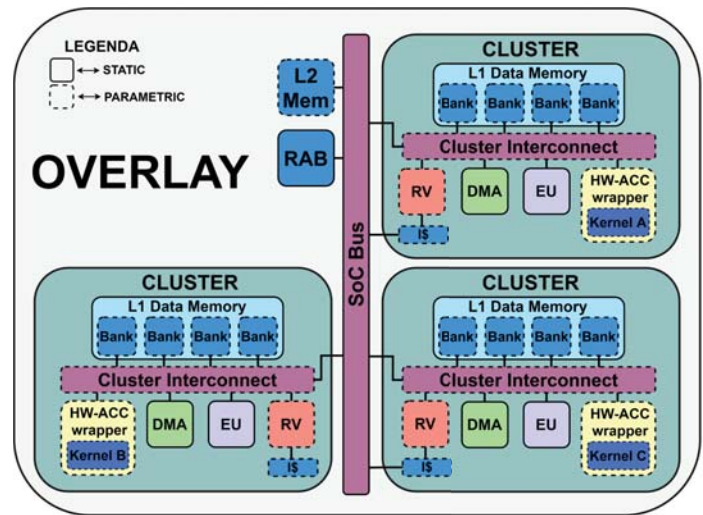 LEGENDA
STATIC
PARAMETRIC
OVERLAY
L2
Mem
RAB
SoC Bus
CLUSTER
L1 Data Memory
Bank Bank Bank Bank
Cluster Interconnect
RV DMA EU HW-ACC
wrapper
Kernel A
I$
CLUSTER
L1 Data Memory
Bank Bank Bank Bank
Cluster Interconnect
HW-ACC
wrapper
Kernel B
DMA EU RV
I$
CLUSTER
L1 Data Memory
Bank Bank Bank Bank
Cluster Interconnect
RV DMA EU HW-ACC
wrapper
Kernel C
I$